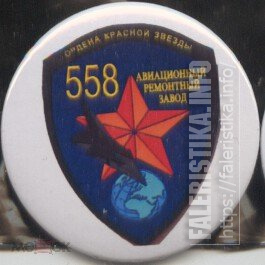 ОРДЕНА КРАСНОЙ ЗВЕЗДЫ
558
АВИАЦИОННЫЙ
РЕМОНТНЫЙ
ЗАВОД
FALERISTIKA.INFO
https://faleristika.info